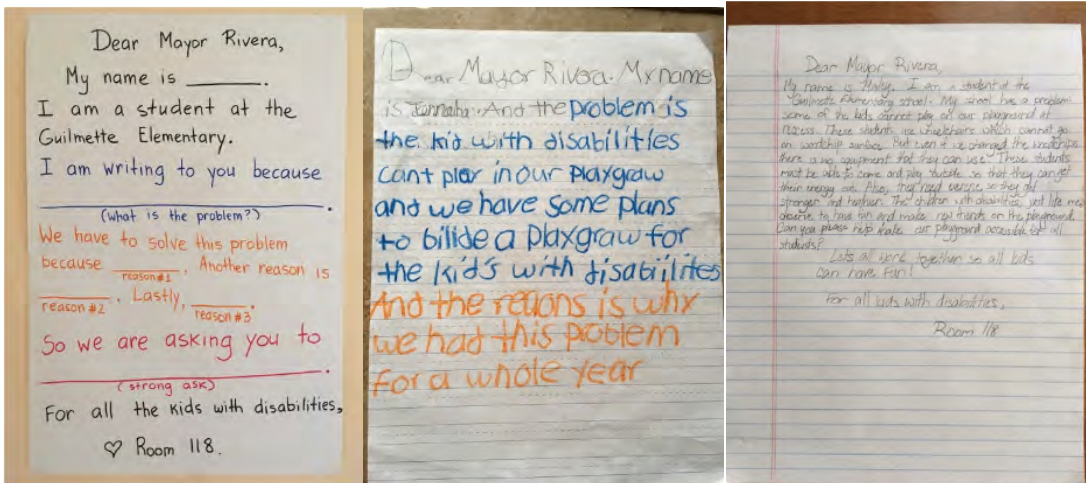 Dear Mayor Rivera,
My name is ________.
I am a student at the
Guilmette Elementary.
I am writing to you because
________.
(What is the problem?)
We have to solve this problem
because ________. Another reason is
reason #1
________. Lastly, ________.
reason #2 reason #3
So we are asking you to
________.
(strong ask)
For all the kids with disabilities,
♡ Room 118.
Dear Mayor Rivera. My name
is Jannaha. And the problem is
the kid with disabilities
cant play in our playgraw
and we have some plans
to bilide a playgraw for
the kid's with disabiilites
And the reasons is why
we had this problem
for a whole year
Dear Mayor Rivera,
My name is I am a student at the
Guilmette Elementary school. My school has a problem
some of the kids cannot play on our playground at
recess. These students use wheelchairs which cannot go
on woodchip surface. But even if we changed the woodchips
there is no equipment that they can use. These students
must be able to come and play outside so that they can get
their energy out. Also, they need exercise so they get
stronger and healthier. The children with disabilities, just like me,
deserve to have fun and make new friends on the playground.
Can you please help make our playground accessible for all
students?
Lets all work together so all kids
can have fun!
For all kids with disabilities,
Room 118